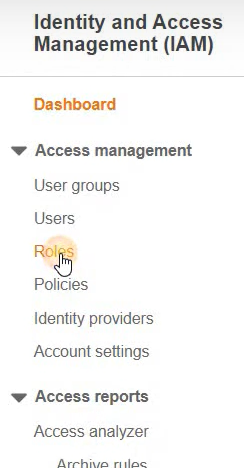 Identity and Access
Management (IAM)
Dashboard
Access management
User groups
Users
Roles
Policies
Identity providers
Account settings
Access reports
Access analyzer
Archive rules